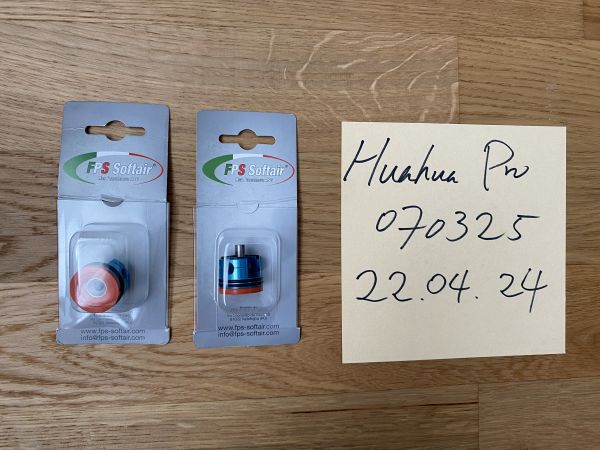 FPS Softair
www.fps-softair.com
info@fps-softair.com
FPS Softair
www.fps-softair.com
info@fps-softair.com
Huahua Pro
070325
22.04.24